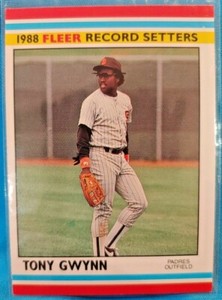 1988 FLEER RECORD SETTERS
TONY GWYNN
PADRES
OUTFIELD